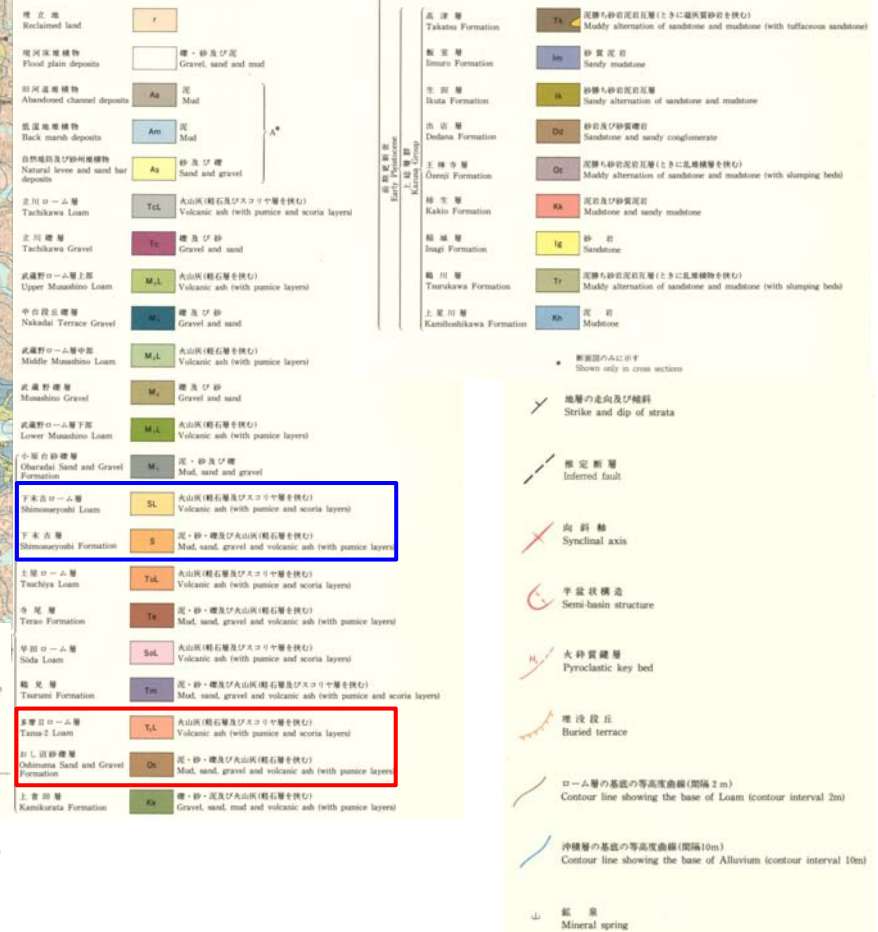 埋立地
Reclaimed land
r
現河床堆積物
Flood plain deposits
礫・砂及び泥
Gravel, sand and mud
旧河道堆積物
Abandoned channel deposits
Aa
泥
Mud
低湿地堆積物
Back marsh deposits
Am
泥
Mud
自然堤防及び砂州堆積物
Natural levee and sand bar
deposits
As
砂及び礫
Sand and gravel
A*
立川ローム層
Tachikawa Loam
TcL
火山灰(軽石及びスコリヤ層を挟む)
Volcanic ash (with pumice and scoria layers)
立川礫層
Tachikawa Gravel
Tc
礫及び砂
Gravel and sand
武蔵野ローム層上部
Upper Musashino Loam
M₃L
火山灰(軽石層を挟む)
Volcanic ash (with pumice layers)
中台段丘礫層
Nakadai Terrace Gravel
M₃
礫及び砂
Gravel and sand
武蔵野ローム層中部
Middle Musashino Loam
M₂L
火山灰(軽石層を挟む)
Volcanic ash (with pumice layers)
武蔵野礫層
Musashino Gravel
M₂
礫及び砂
Gravel and sand
武蔵野ローム層下部
Lower Musashino Loam
M₁L
火山灰(軽石層を挟む)
Volcanic ash (with pumice layers)
小原台砂礫層
Obaradai Sand and Gravel
Formation
M₁
泥・砂及び礫
Mud, sand and gravel
下末吉ローム層
Shimosueyoshi Loam
SL
火山灰(軽石層及びスコリヤ層を挟む)
Volcanic ash (with pumice and scoria layers)
下末吉層
Shimosueyoshi Formation
S
泥・砂・礫及び火山灰(軽石層を挟む)
Mud, sand, gravel and volcanic ash (with pumice layers)
土屋ローム層
Tsuchiya Loam
TuL
火山灰(軽石層及びスコリヤ層を挟む)
Volcanic ash (with pumice and scoria layers)
寺尾層
Terao Formation
Te
泥・砂・礫及び火山灰(軽石層を挟む)
Mud, sand, gravel and volcanic ash (with pumice layers)
早田ローム層
Sōda Loam
SoL
火山灰(軽石層及びスコリヤ層を挟む)
Volcanic ash (with pumice and scoria layers)
鶴見層
Tsurumi Formation
Tm
泥・砂・礫及び火山灰(軽石層及びスコリヤ層を挟む)
Mud, sand, gravel and volcanic ash (with pumice and scoria layers)
多摩IIローム層
Tama-2 Loam
T₂L
火山灰(軽石層及びスコリヤ層を挟む)
Volcanic ash (with pumice and scoria layers)
おし沼砂礫層
Oshinuma Sand and Gravel
Formation
Os
泥・砂・礫及び火山灰(軽石層を挟む)
Mud, sand, gravel and volcanic ash (with pumice layers)
上倉田層
Kamikurata Formation
Kk
礫・砂・泥及び火山灰(軽石層を挟む)
Gravel, sand, mud and volcanic ash (with pumice layers)
前期更新世
Early Pleistocene
上総層群
Kazusa Group
高津層
Takatsu Formation
Tk
泥勝ち砂岩泥岩互層(ときに凝灰質砂岩を挟む)
Moddy alternation of sandstone and mudstone (with tuffaceous sandstone)
飯室層
Iimuro Formation
Im
砂質泥岩
Sandy mudstone
生田層
Ikuta Formation
Ik
砂勝ち砂岩泥岩互層
Sandy alternation of sandstone and mudstone
出店層
Dedana Formation
Dd
砂岩及び砂質礫岩
Sandstone and sandy conglomerate
王禅寺層
Ōzenji Formation
Oz
泥勝ち砂岩泥岩互層(ときに乱堆積層を挟む)
Moddy alternation of sandstone and mudstone (with slumping beds)
柿生層
Kakio Formation
Kk
泥岩及び砂質泥岩
Mudstone and sandy mudstone
稲城層
Inagi Formation
Ig
砂岩
Sandstone
鶴川層
Tsurukawa Formation
Tr
泥勝ち砂岩泥岩互層(ときに乱堆積物を挟む)
Muddy alternation of sandstone and mudstone (with slumping beds)
上星川層
Kamihoshikawa Formation
Kh
泥岩
Mudstone
* 断面図のみに示す
Shown only in cross sections
地層の走向及び傾斜
Strike and dip of strata
推定断層
Inferred fault
向斜軸
Synclinal axis
半盆状構造
Semi-basin structure
火砕質鍵層
Pyroclastic key bed
埋没段丘
Buried terrace
ローム層の基底の等高度曲線(間隔 2 m)
Contour line showing the base of Loam (contour interval 2m)
沖積層の基底の等高度曲線(間隔10m)
Contour line showing the base of Alluvium (contour interval 10m)
鉱泉
Mineral spring